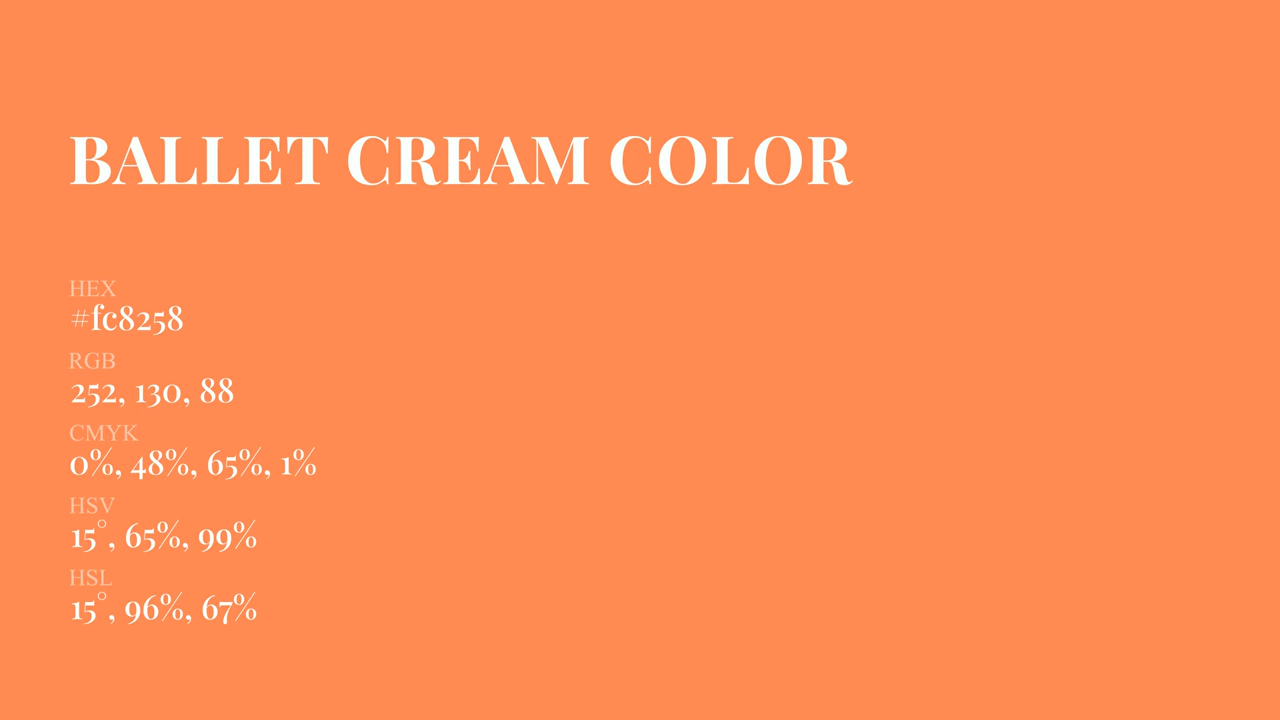 BALLET CREAM COLOR
HEX
#fc8258
RGB
252, 130, 88
CMYK
0%, 48%, 65%, 1%
HSV
15°, 65%, 99%
HSL
15°, 96%, 67%